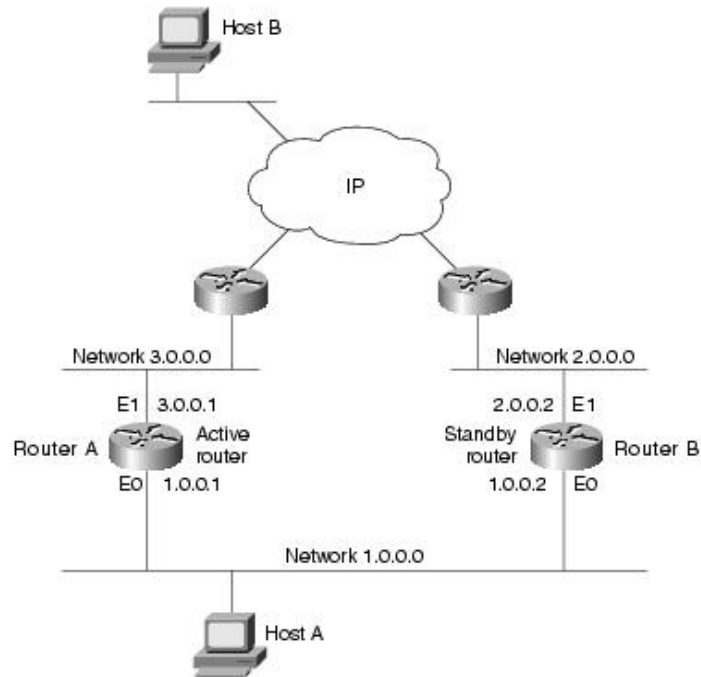 Host B
IP
Network 3.0.0.0
Network 2.0.0.0
E1 3.0.0.1
2.0.0.2 E1
Router A
Active
router
Standby
router
Router B
E0 1.0.0.1
1.0.0.2 E0
Network 1.0.0.0
Host A